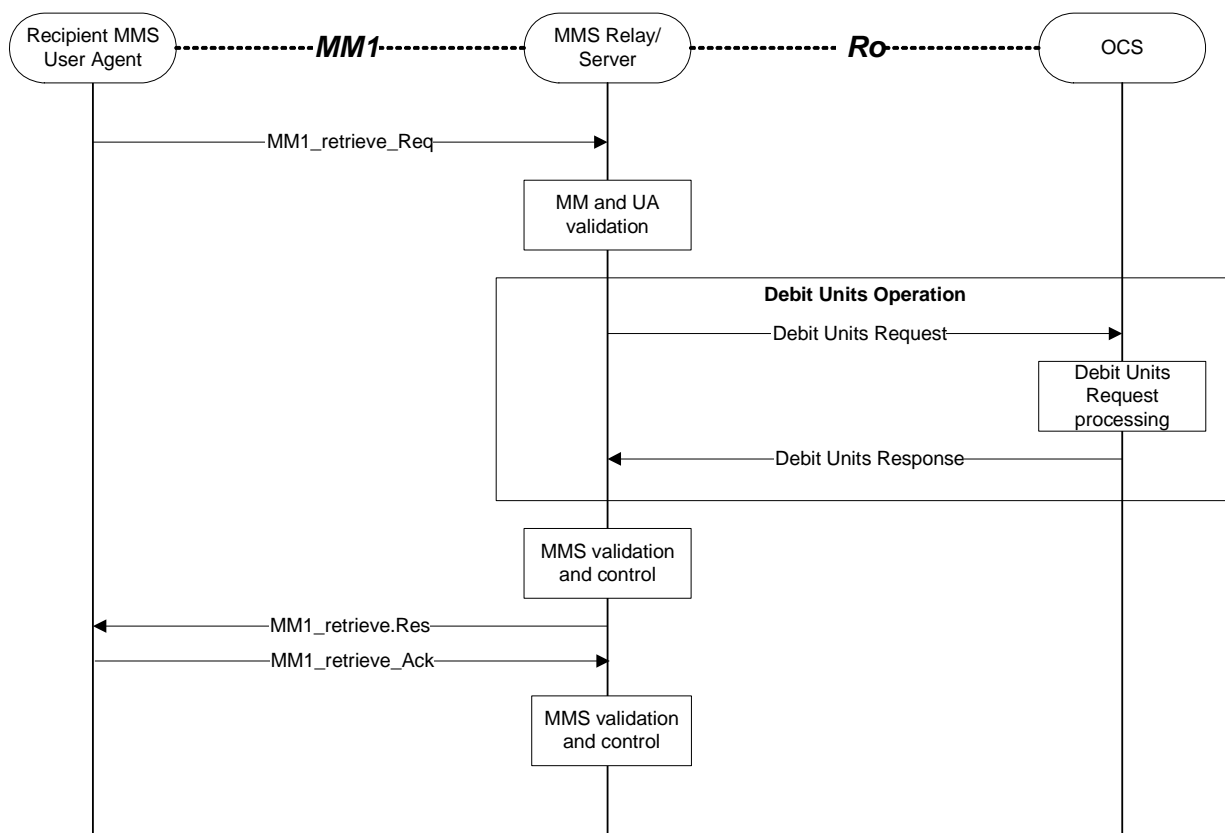 Recipient MMS
User Agent
MM1
MMS Relay/
Server
Ro
OCS
MM1_retrieve_Req
MM and UA
validation
Debit Units Operation
Debit Units Request
Debit Units
Request
processing
Debit Units Response
MMS validation
and control
MM1_retrieve.Res
MM1_retrieve_Ack
MMS validation
and control